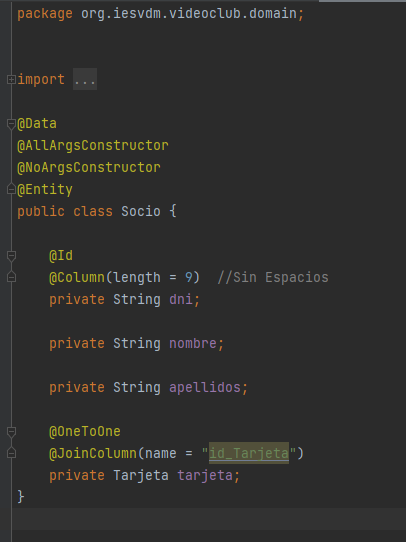 package org.iesvdm.videoclub.domain;
import ...
@Data
@AllArgsConstructor
@NoArgsConstructor
@Entity
public class Socio {
@Id
@Column(length = 9)  //Sin Espacios
private String dni;
private String nombre;
private String apellidos;
@OneToOne
@JoinColumn(name = "id_Tarjeta")
private Tarjeta tarjeta;
}